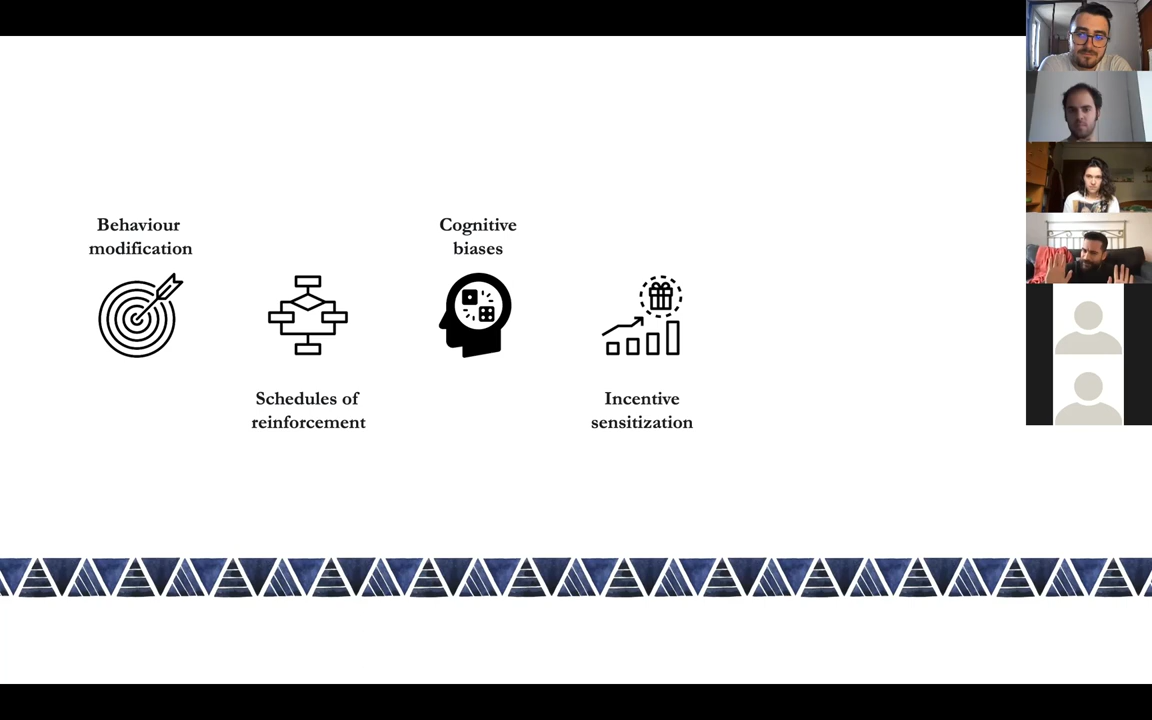 Behaviour
modification
Schedules of
reinforcement
Cognitive
biases
Incentive
sensitization